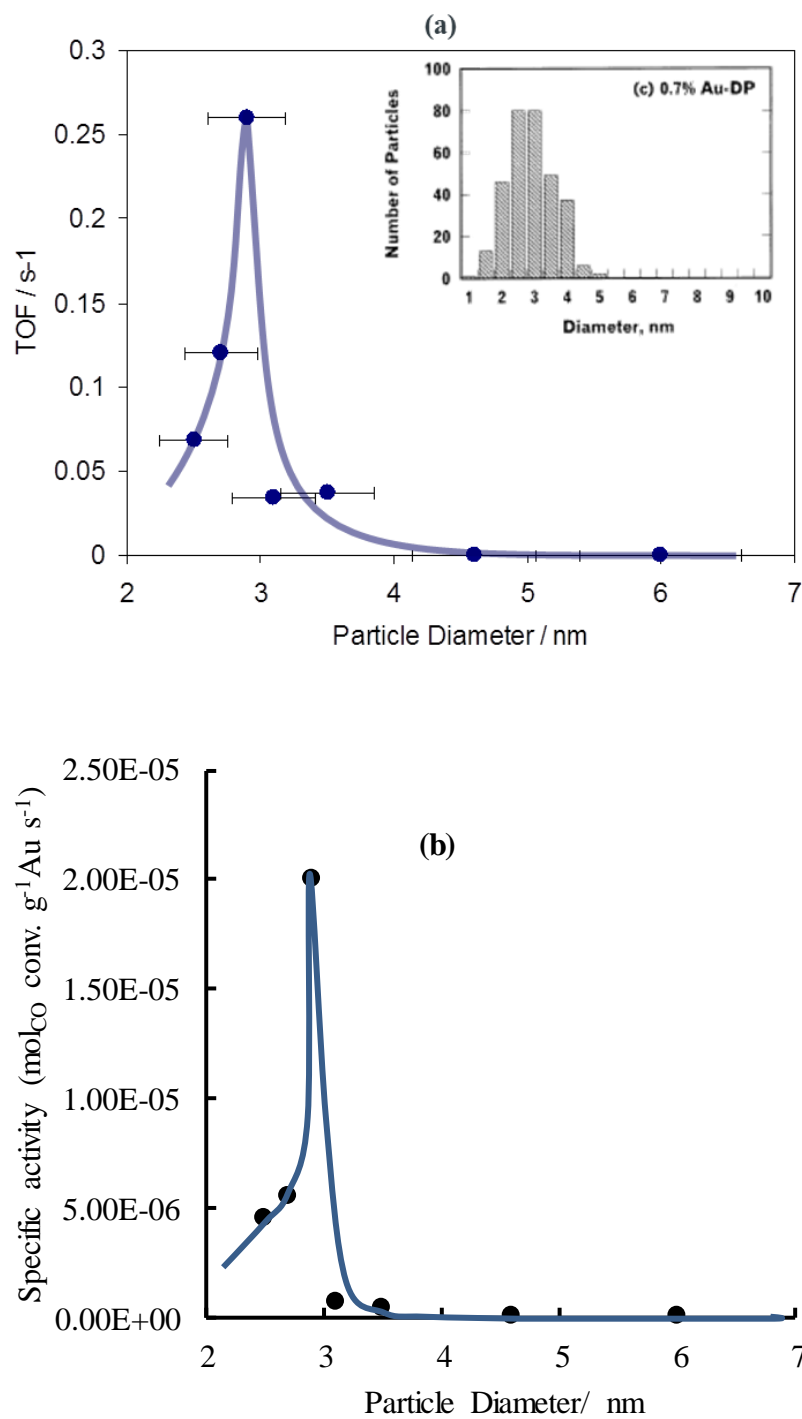 (a)
0.3
0.25
0.2
0.15
0.1
0.05
0
TOF / s-1
2 3 4 5 6 7
Particle Diameter / nm
100
80
60
40
20
0
Number of Particles
(c) 0.7% Au-DP
1 2 3 4 5 6 7 8 9 10
Diameter, nm
(b)
2.50E-05
2.00E-05
1.50E-05
1.00E-05
5.00E-06
0.00E+00
Specific activity (molCO conv. g-1Au s-1)
2 3 4 5 6 7
Particle Diameter/ nm